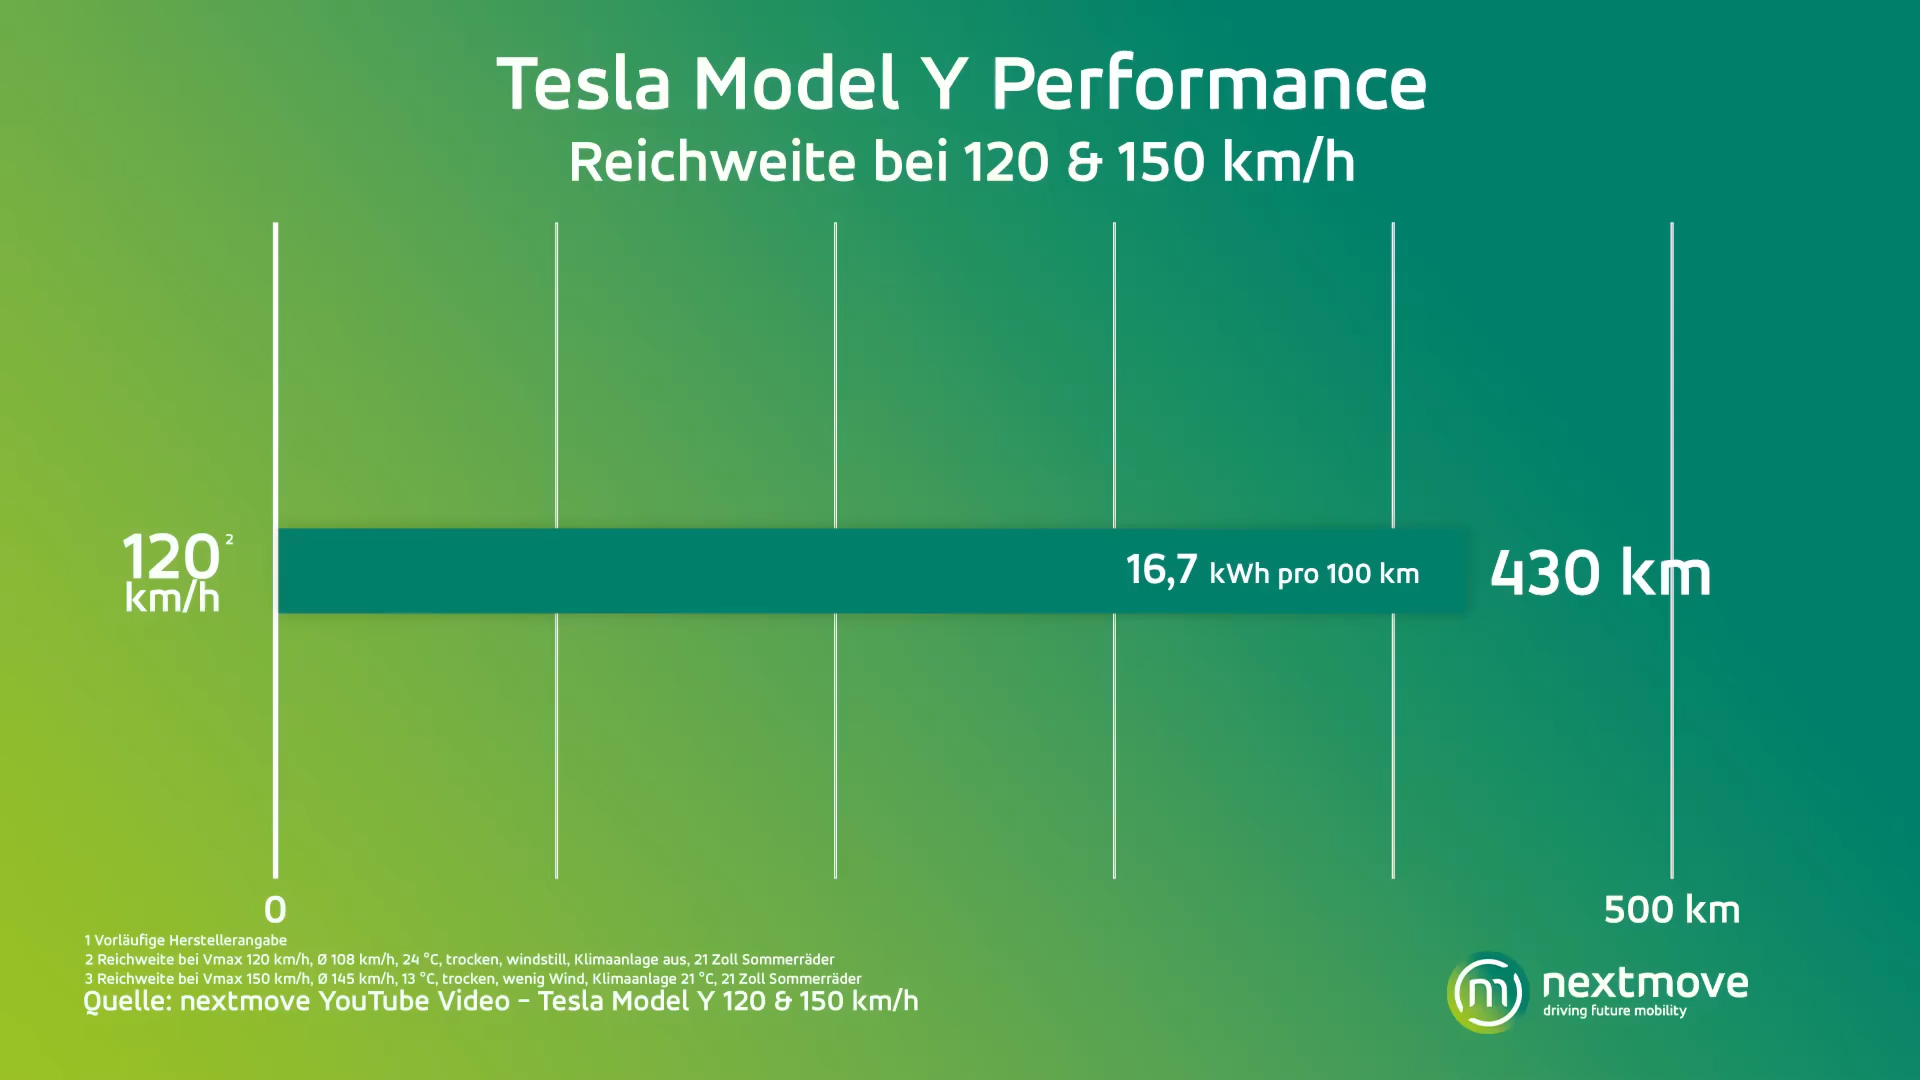 Tesla Model Y Performance
Reichweite bei 120 & 150 km/h
120 2
km/h
16,7 kWh pro 100 km
430 km
0
500 km
1 Vorläufige Herstellerangabe
2 Reichweite bei Vmax 120 km/h, Ø 108 km/h, 24 °C, trocken, windstill, Klimaanlage aus, 21 Zoll Sommerräder
3 Reichweite bei Vmax 150 km/h, Ø 145 km/h, 13 °C, trocken, wenig Wind, Klimaanlage 21 °C, 21 Zoll Sommerräder
Quelle: nextmove YouTube Video – Tesla Model Y 120 & 150 km/h
nextmove
driving future mobility